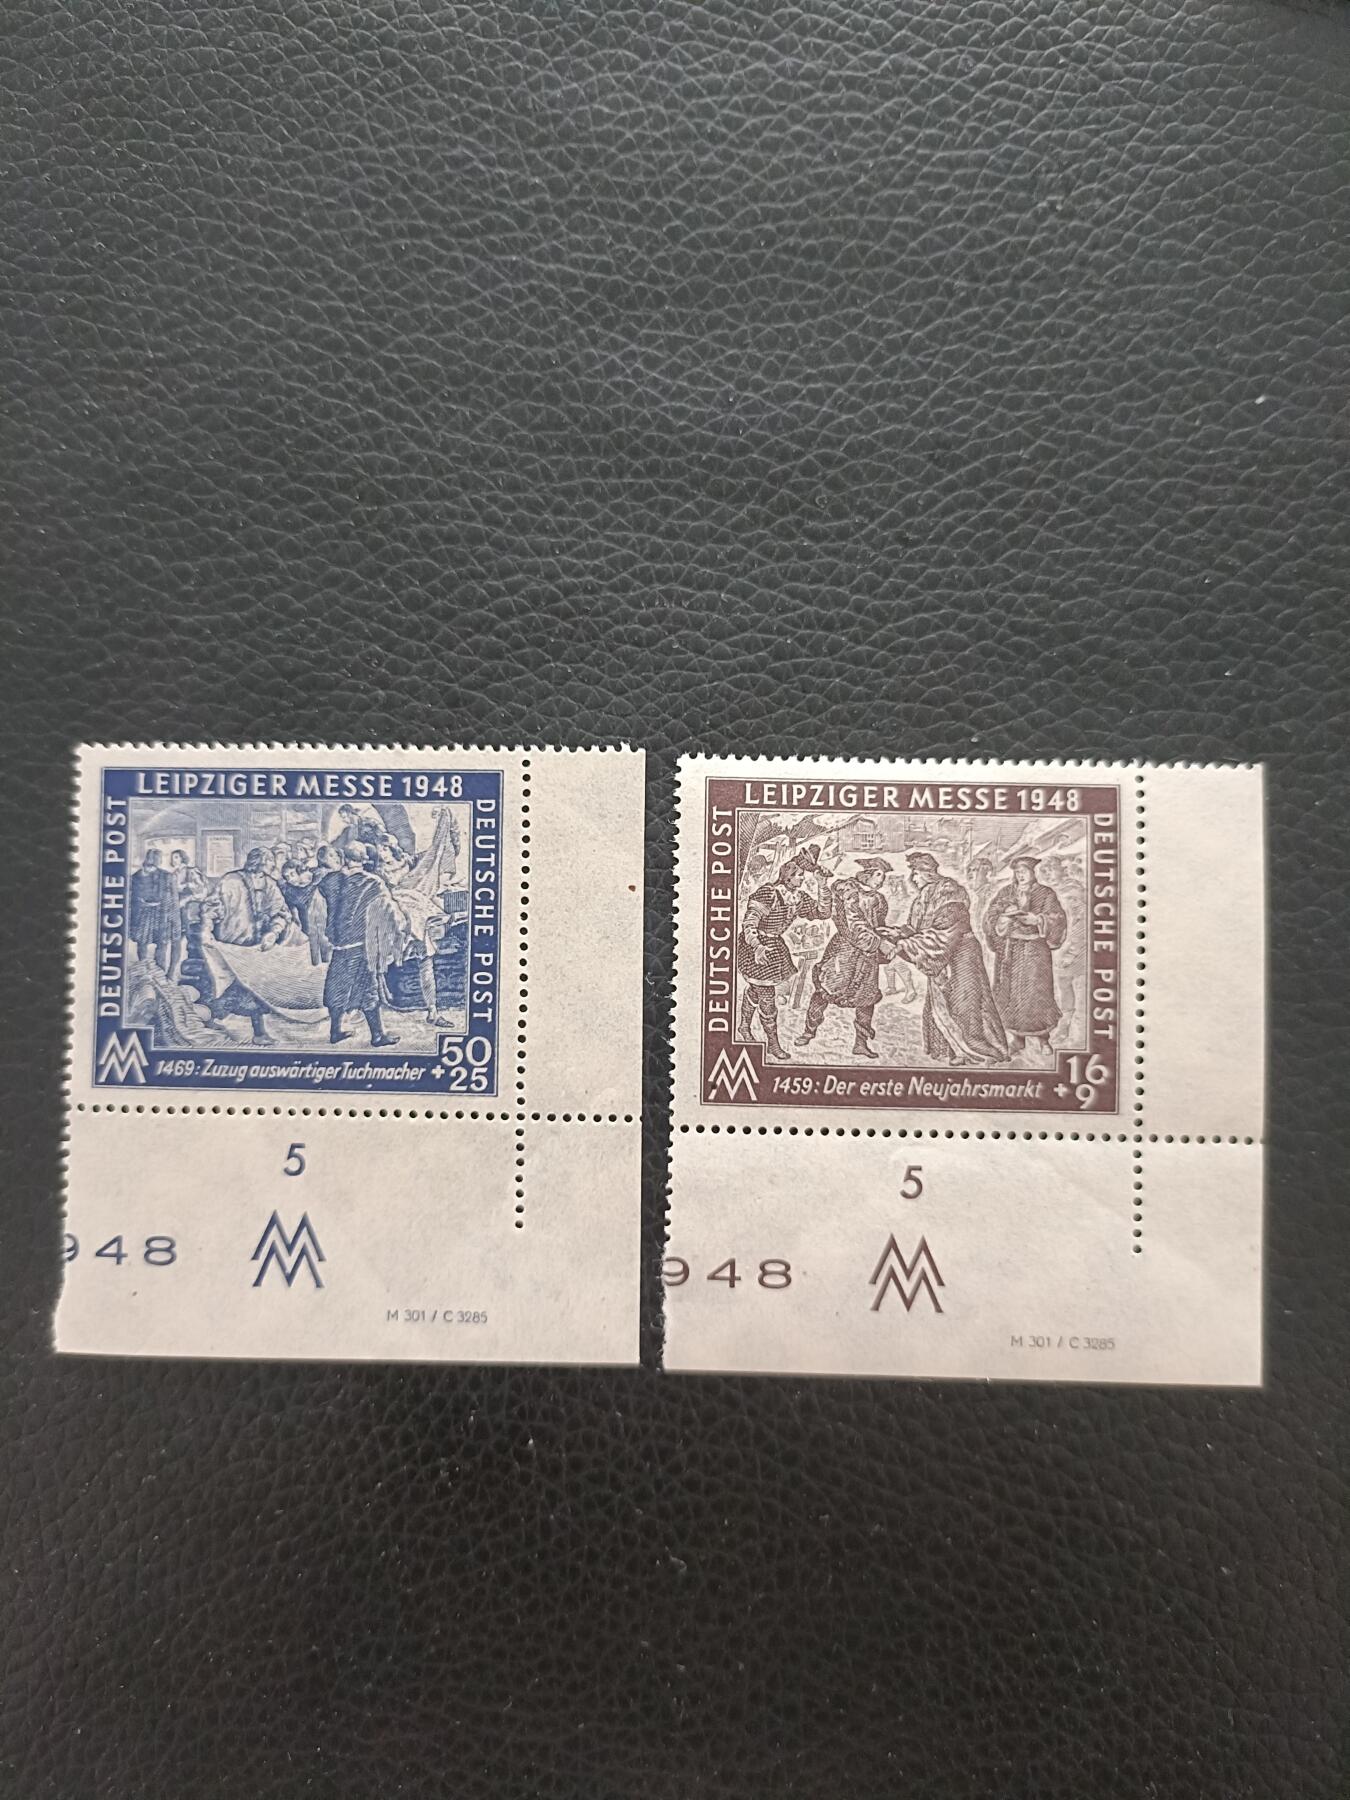 LEIPZIGER MESSE 1948
DEUTSCHE POST
DEUTSCHE POST
1469: Zuzug auswärtiger Tuchmacher
50
+25
5
948
M 301 / C 3285
LEIPZIGER MESSE 1948
DEUTSCHE POST
DEUTSCHE POST
1459: Der erste Neujahrsmarkt
16
+9
5
948
M 301 / C 3285